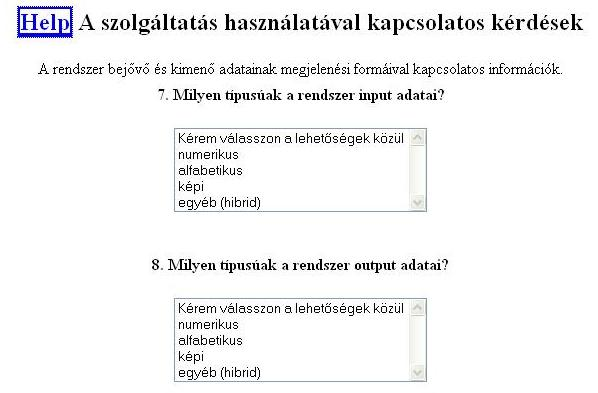 Help A szolgáltatás használatával kapcsolatos kérdések
A rendszer bejövő és kimenő adatainak megjelenési formáival kapcsolatos információk.
7. Milyen típusúak a rendszer input adatai?
Kérem válasszon a lehetőségek közül
numerikus
alfabetikus
képi
egyéb (hibrid)
8. Milyen típusúak a rendszer output adatai?
Kérem válasszon a lehetőségek közül
numerikus
alfabetikus
képi
egyéb (hibrid)